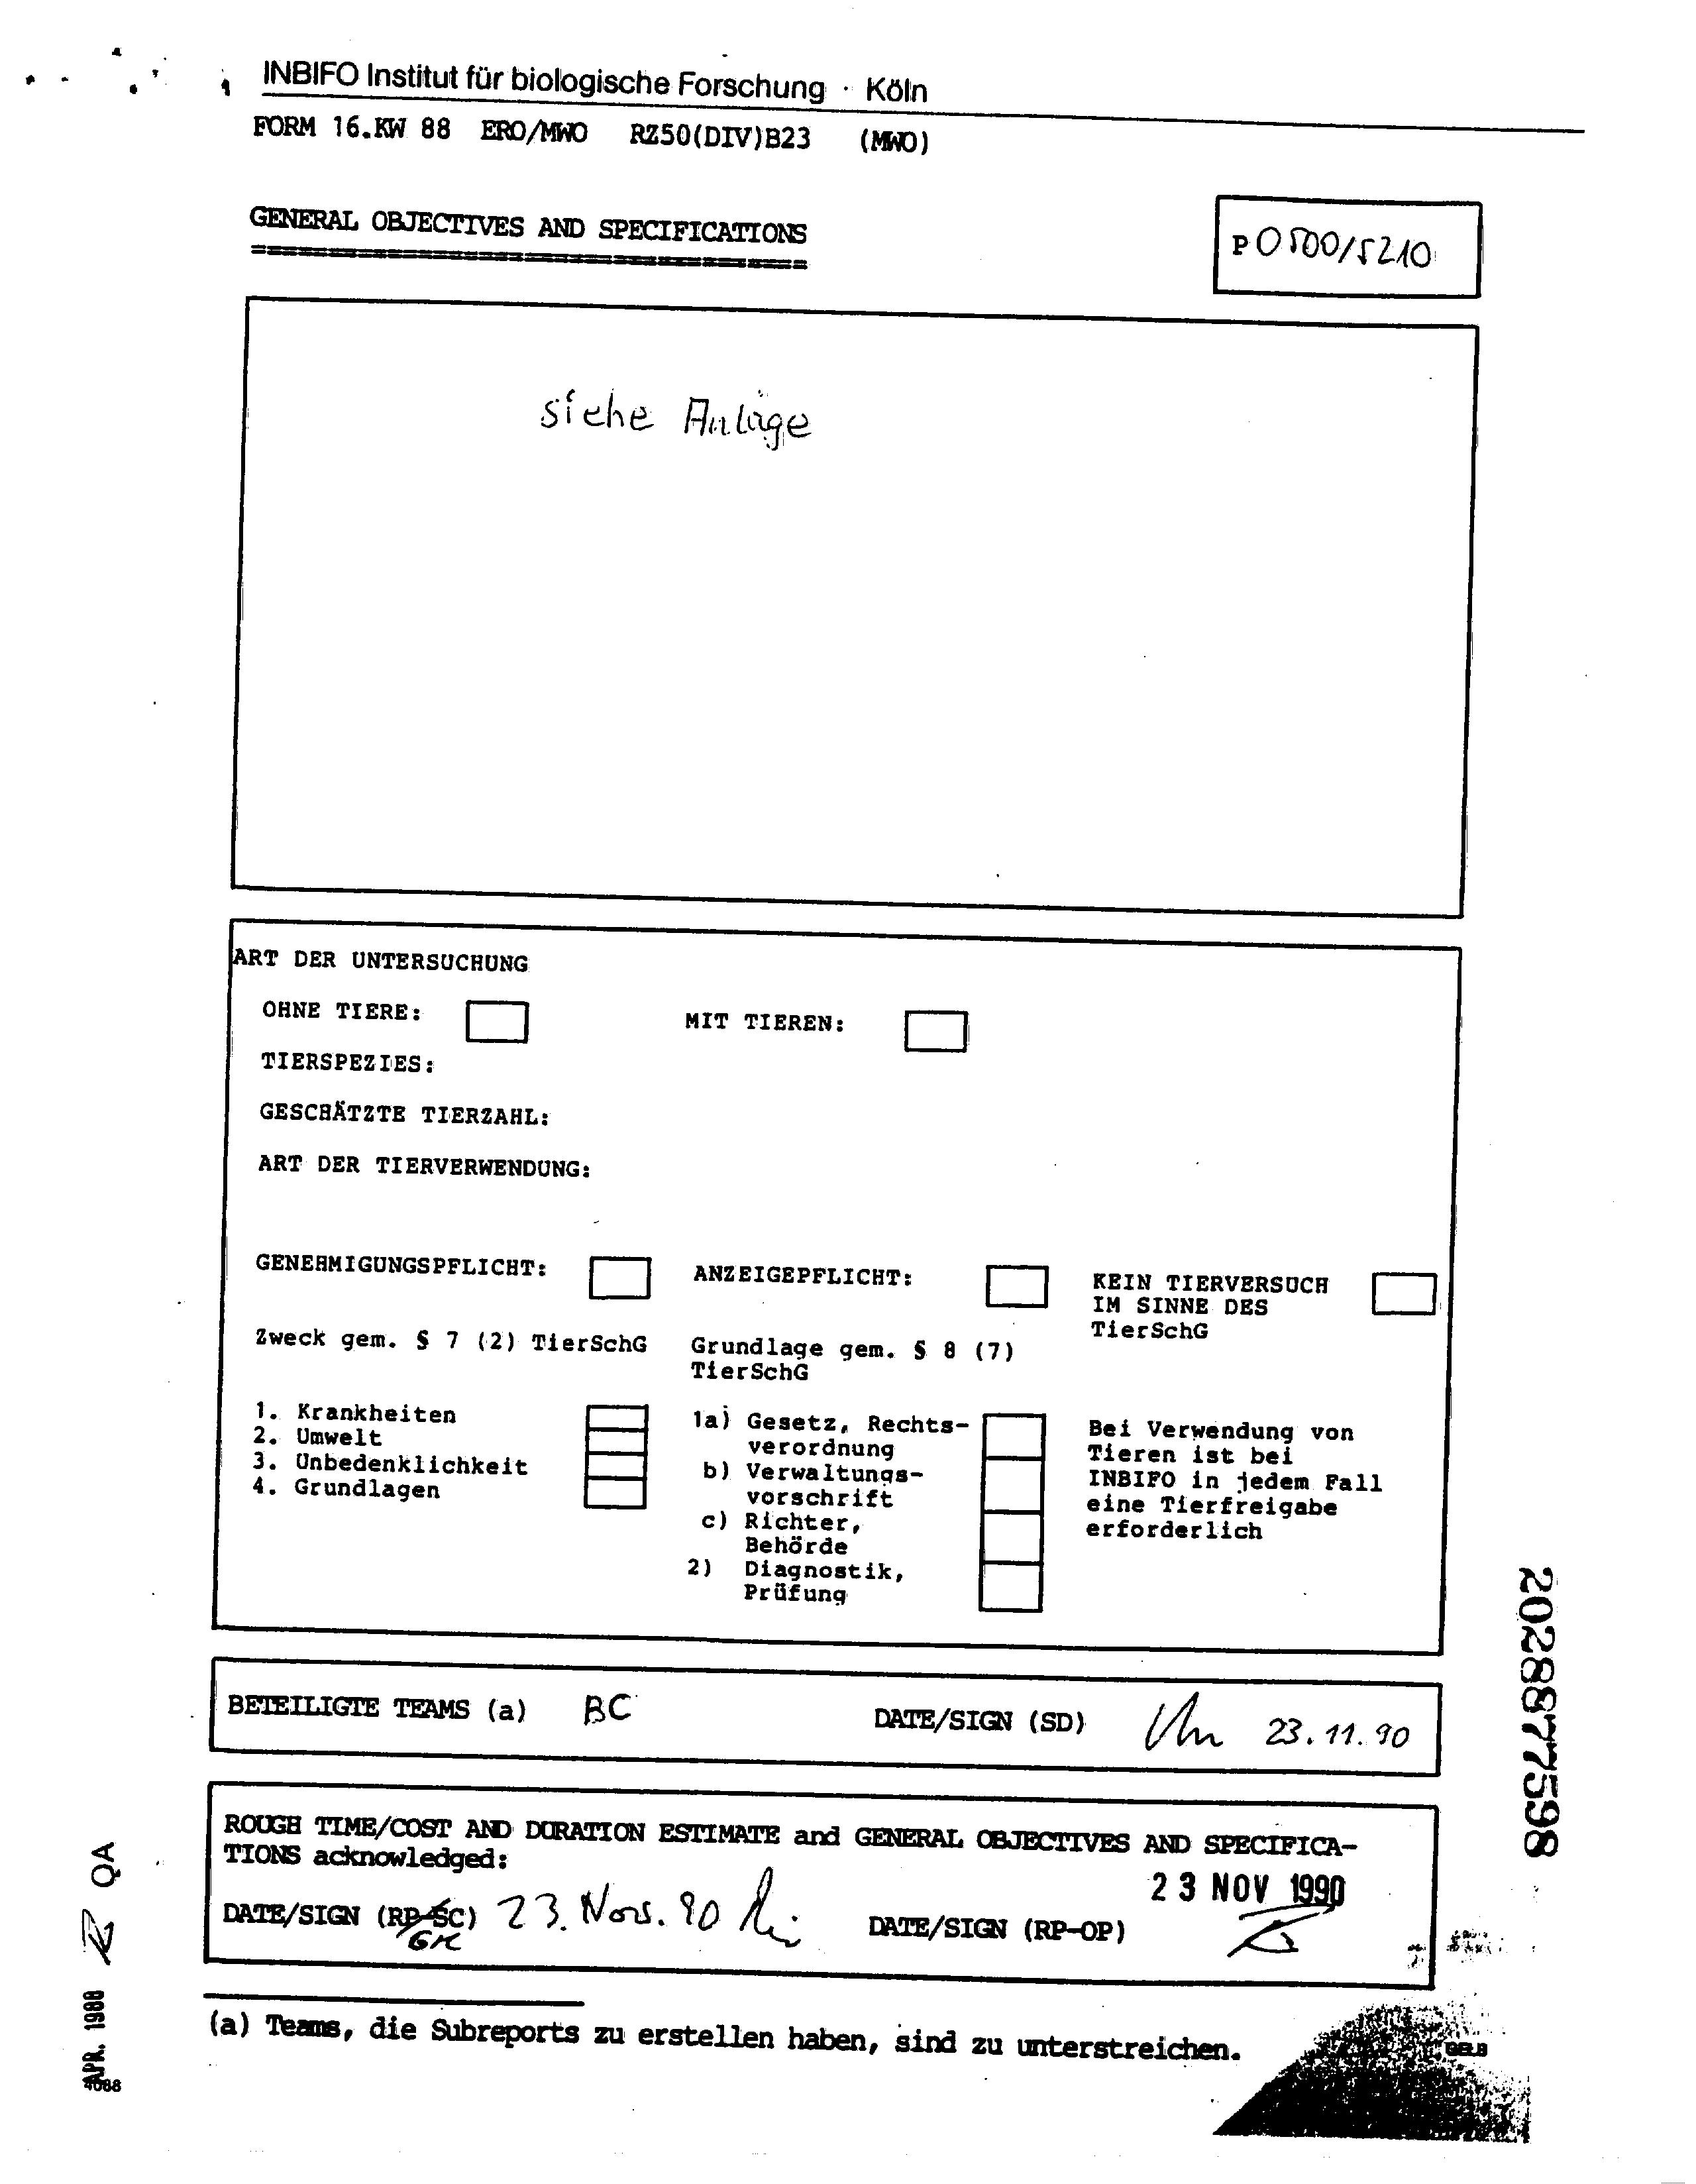 INBIFO Institut für biologische Forschung · Köln
FORM 16.KW 88 ERO/MWO RZ50(DIV)B23 (MWO)
GENERAL OBJECTIVES AND SPECIFICATIONS
P 0500/5210
siehe Anlage
ART DER UNTERSUCHUNG
OHNE TIERE: MIT TIEREN:
TIERSPEZIES:
GESCHÄTZTE TIERZAHL:
ART DER TIERVERWENDUNG:
GENEHMIGUNGSPFLICHT:
Zweck gem. § 7 (2) TierSchG
1. Krankheiten
2. Umwelt
3. Unbedenklichkeit
4. Grundlagen
ANZEIGEPFLICHT:
Grundlage gem. § 8 (7)
TierSchG
1a) Gesetz, Rechts-
verordnung
b) Verwaltungs-
vorschrift
c) Richter,
Behörde
2) Diagnostik,
Prüfung
KEIN TIERVERSUCH
IM SINNE DES
TierSchG
Bei Verwendung von
Tieren ist bei
INBIFO in jedem Fall
eine Tierfreigabe
erforderlich
BETEILIGTE TEAMS (a) BC DATE/SIGN (SD) 23.11.90
ROUGH TIME/COST AND DURATION ESTIMATE and GENERAL OBJECTIVES AND SPECIFICA-
TIONS acknowledged:
23 NOV 1990
DATE/SIGN (RP-SC) 23. Nov. 90 DATE/SIGN (RP-OP)
(a) Teams, die Subreports zu erstellen haben, sind zu unterstreichen.
2028877598
APR. 1988 QA
4088